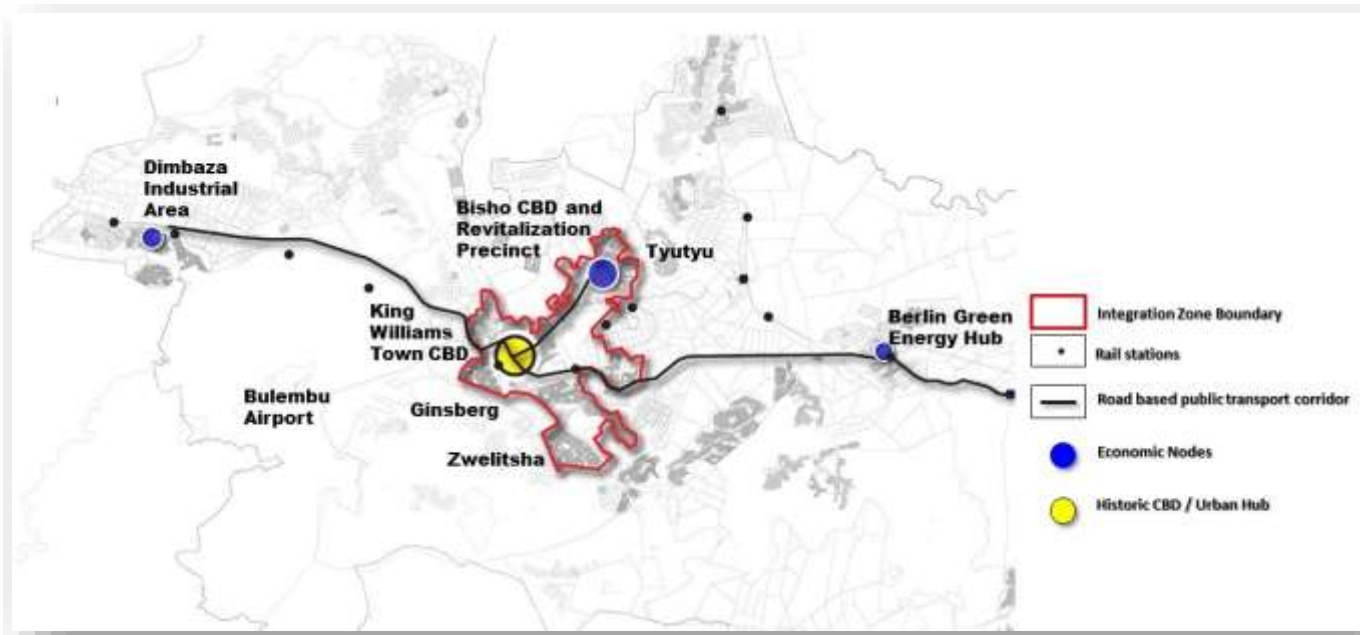 Dimbaza
Industrial
Area
Bisho CBD and
Revitalization
Precinct
Tyutyu
King
Williams
Town CBD
Berlin Green
Energy Hub
Bulembu
Airport
Ginsberg
Zwelitsha
Integration Zone Boundary
Rail stations
Road based public transport corridor
Economic Nodes
Historic CBD / Urban Hub